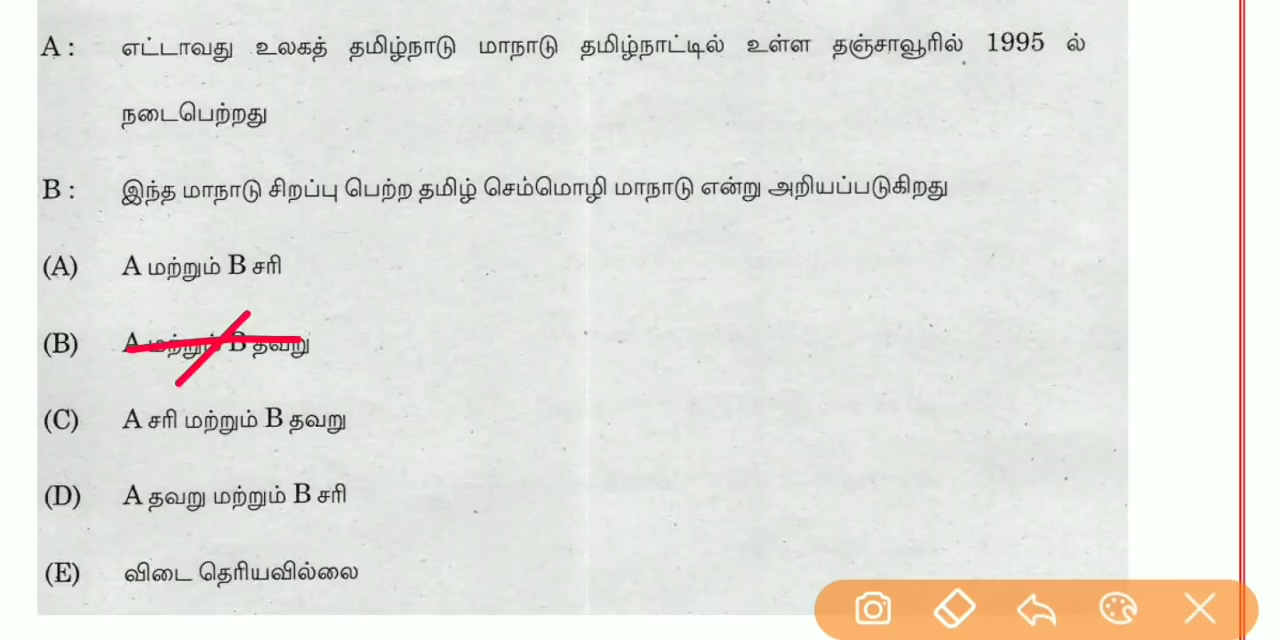 A : எட்டாவது உலகத் தமிழ்நாடு மாநாடு தமிழ்நாட்டில் உள்ள தஞ்சாவூரில் 1995 ல்
நடைபெற்றது
B : இந்த மாநாடு சிறப்பு பெற்ற தமிழ் செம்மொழி மாநாடு என்று அறியப்படுகிறது
(A) A மற்றும் B சரி
(B) A மற்றும் B தவறு
(C) A சரி மற்றும் B தவறு
(D) A தவறு மற்றும் B சரி
(E) விடை தெரியவில்லை